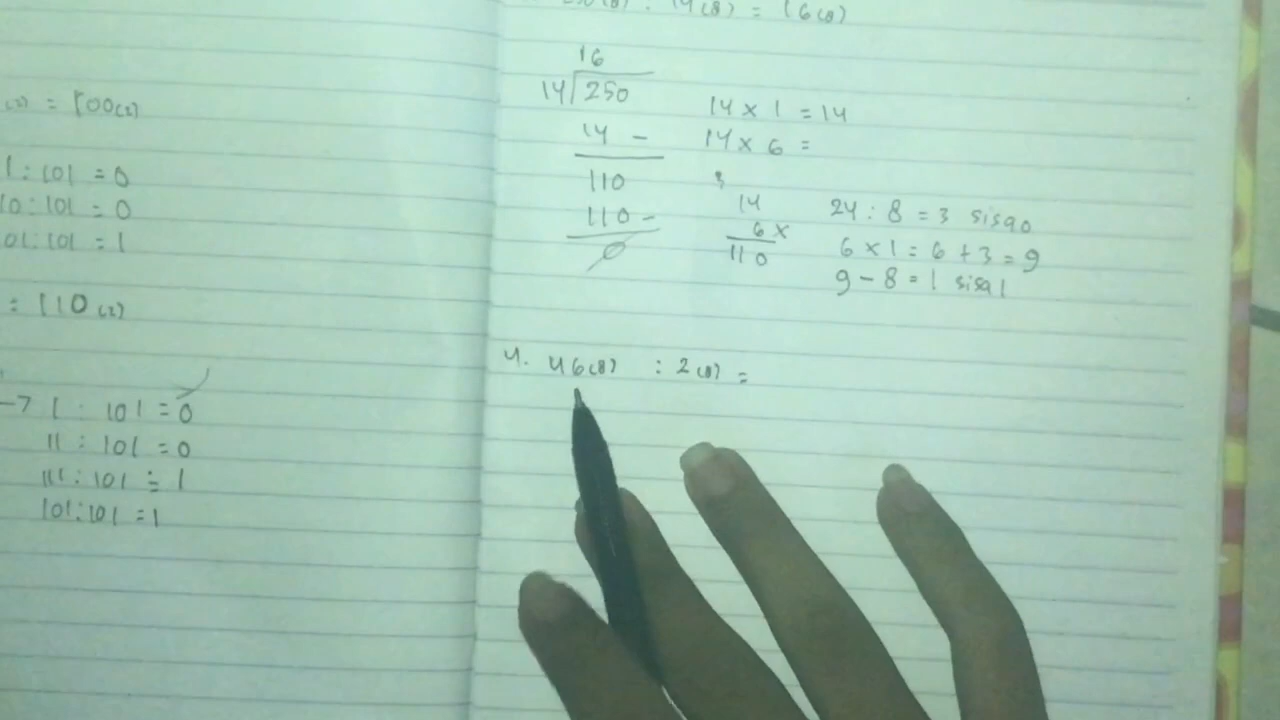 (2) = 100(2)
1 : 101 = 0
10 : 101 = 0
01 : 101 = 1
= 110 (2)
1 : 101 = 0
11 : 101 = 0
111 : 101 = 1
101 : 101 = 1
14(8) = 16(8)
16
14 250
14 -
110
110 -
0
14 x 1 = 14
14 x 6 =
14
6 x
110
24 : 8 = 3 sisa 0
6 x 1 = 6 + 3 = 9
9 - 8 = 1 sisa 1
4. 46(8) : 2(8) =